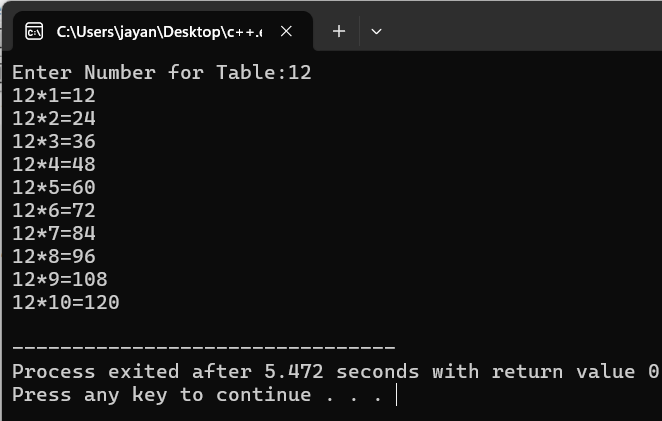 C:\Users\jayan\Desktop\c++.e
Enter Number for Table:12
12*1=12
12*2=24
12*3=36
12*4=48
12*5=60
12*6=72
12*7=84
12*8=96
12*9=108
12*10=120
--------------------------------
Process exited after 5.472 seconds with return value 0
Press any key to continue . . .